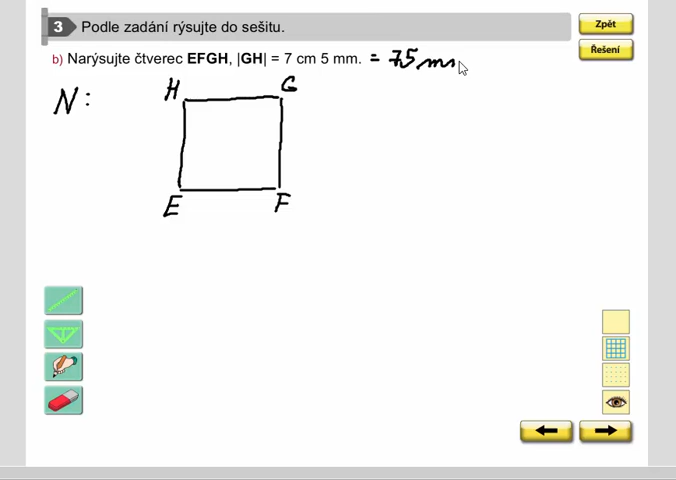 3 Podle zadání rýsujte do sešitu.
Zpět
Řešení
b) Narýsujte čtverec EFGH, |GH| = 7 cm 5 mm. = 75 mm
N:
H G
E F